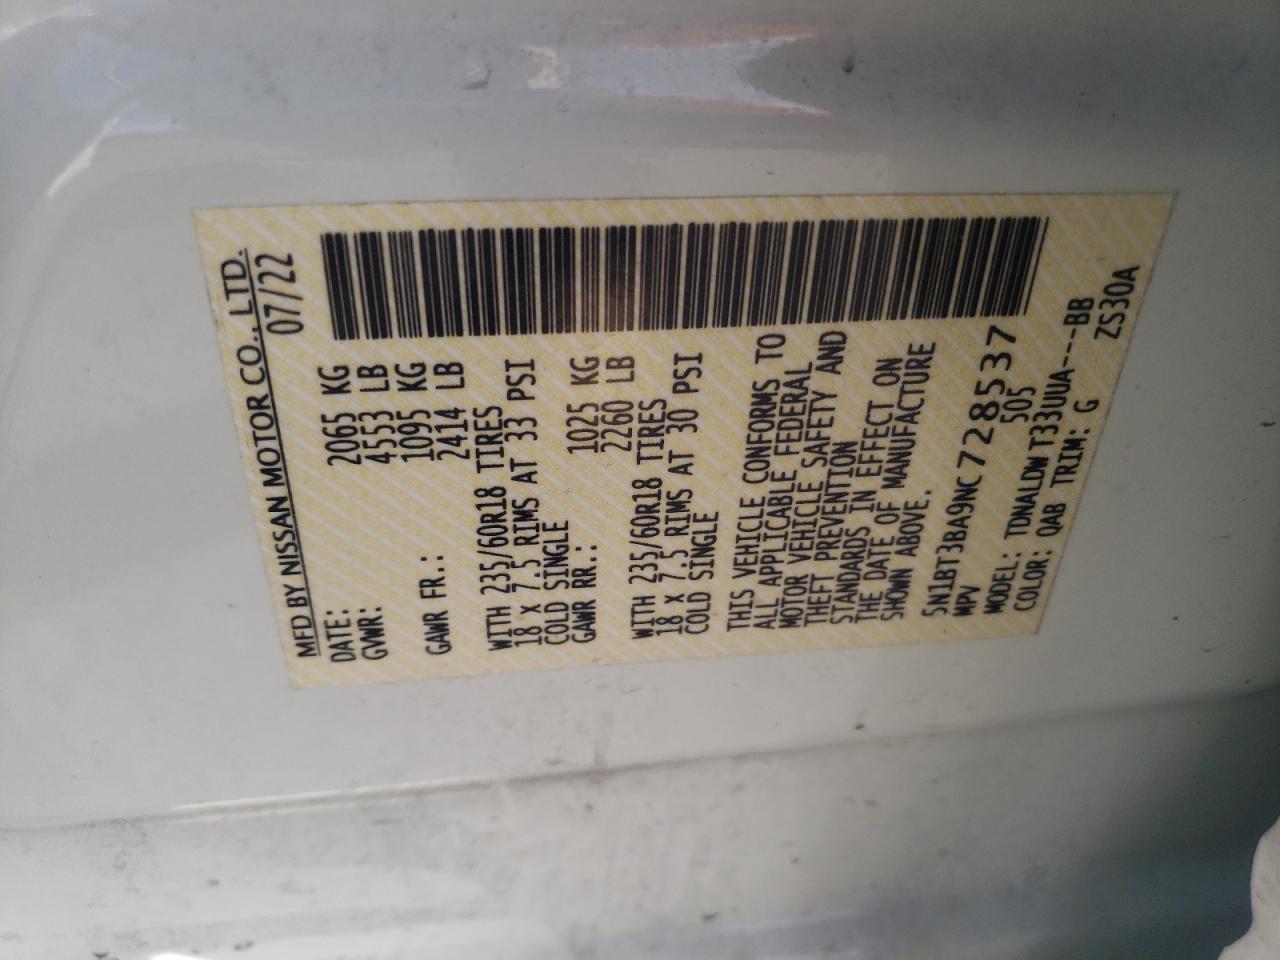 MFD BY NISSAN MOTOR CO., LTD.
DATE: 07/22
GVWR: 2065 KG
4553 LB
GAWR FR.: 1095 KG
2414 LB
WITH 235/60R18 TIRES
18 X 7.5 RIMS AT 33 PSI
COLD SINGLE
GAWR RR.: 1025 KG
2260 LB
WITH 235/60R18 TIRES
18 X 7.5 RIMS AT 30 PSI
COLD SINGLE
THIS VEHICLE CONFORMS TO
ALL APPLICABLE FEDERAL
MOTOR VEHICLE SAFETY AND
THEFT PREVENTION
STANDARDS IN EFFECT ON
THE DATE OF MANUFACTURE
SHOWN ABOVE.
5N1BT3BA9NC728537
MPV 505
MODEL: TDNALDW T33UUA---BB
COLOR: QAB TRIM: G ZS30A